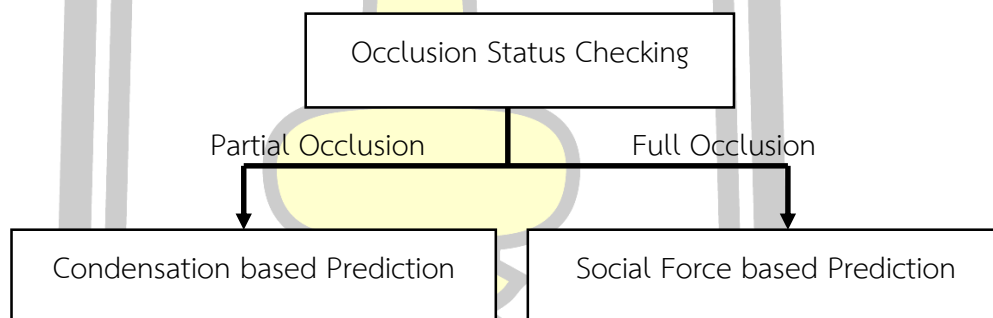 Occlusion Status Checking
Partial Occlusion
Full Occlusion
Condensation based Prediction
Social Force based Prediction